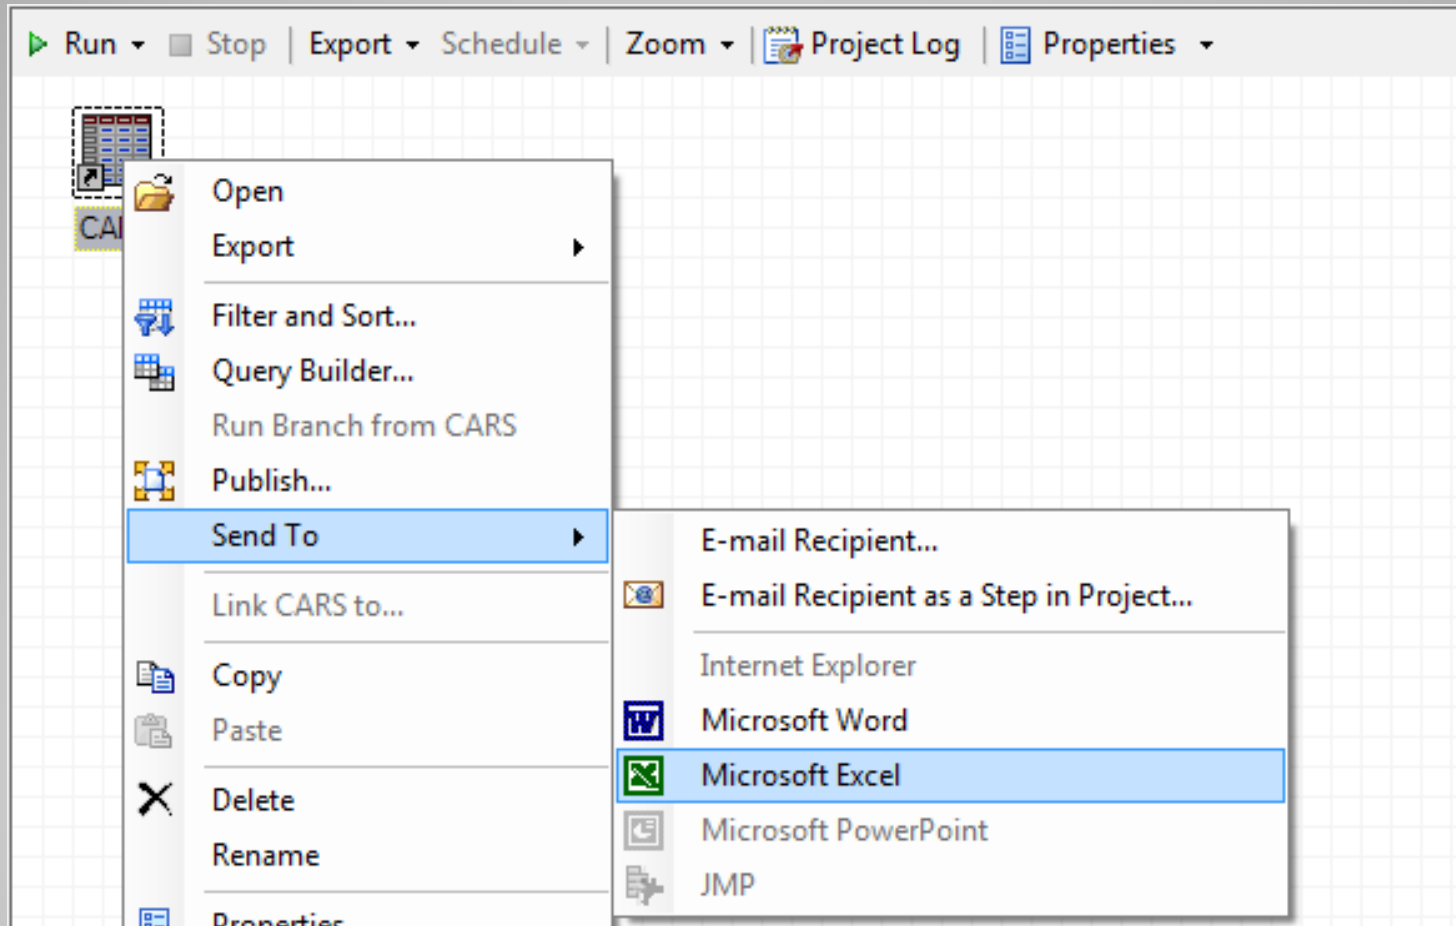 Run Stop Export Schedule Zoom Project Log Properties
Open
Export
Filter and Sort...
Query Builder...
Run Branch from CARS
Publish...
Send To
Link CARS to...
Copy
Paste
Delete
Rename
Properties
E-mail Recipient...
E-mail Recipient as a Step in Project...
Internet Explorer
Microsoft Word
Microsoft Excel
Microsoft PowerPoint
JMP